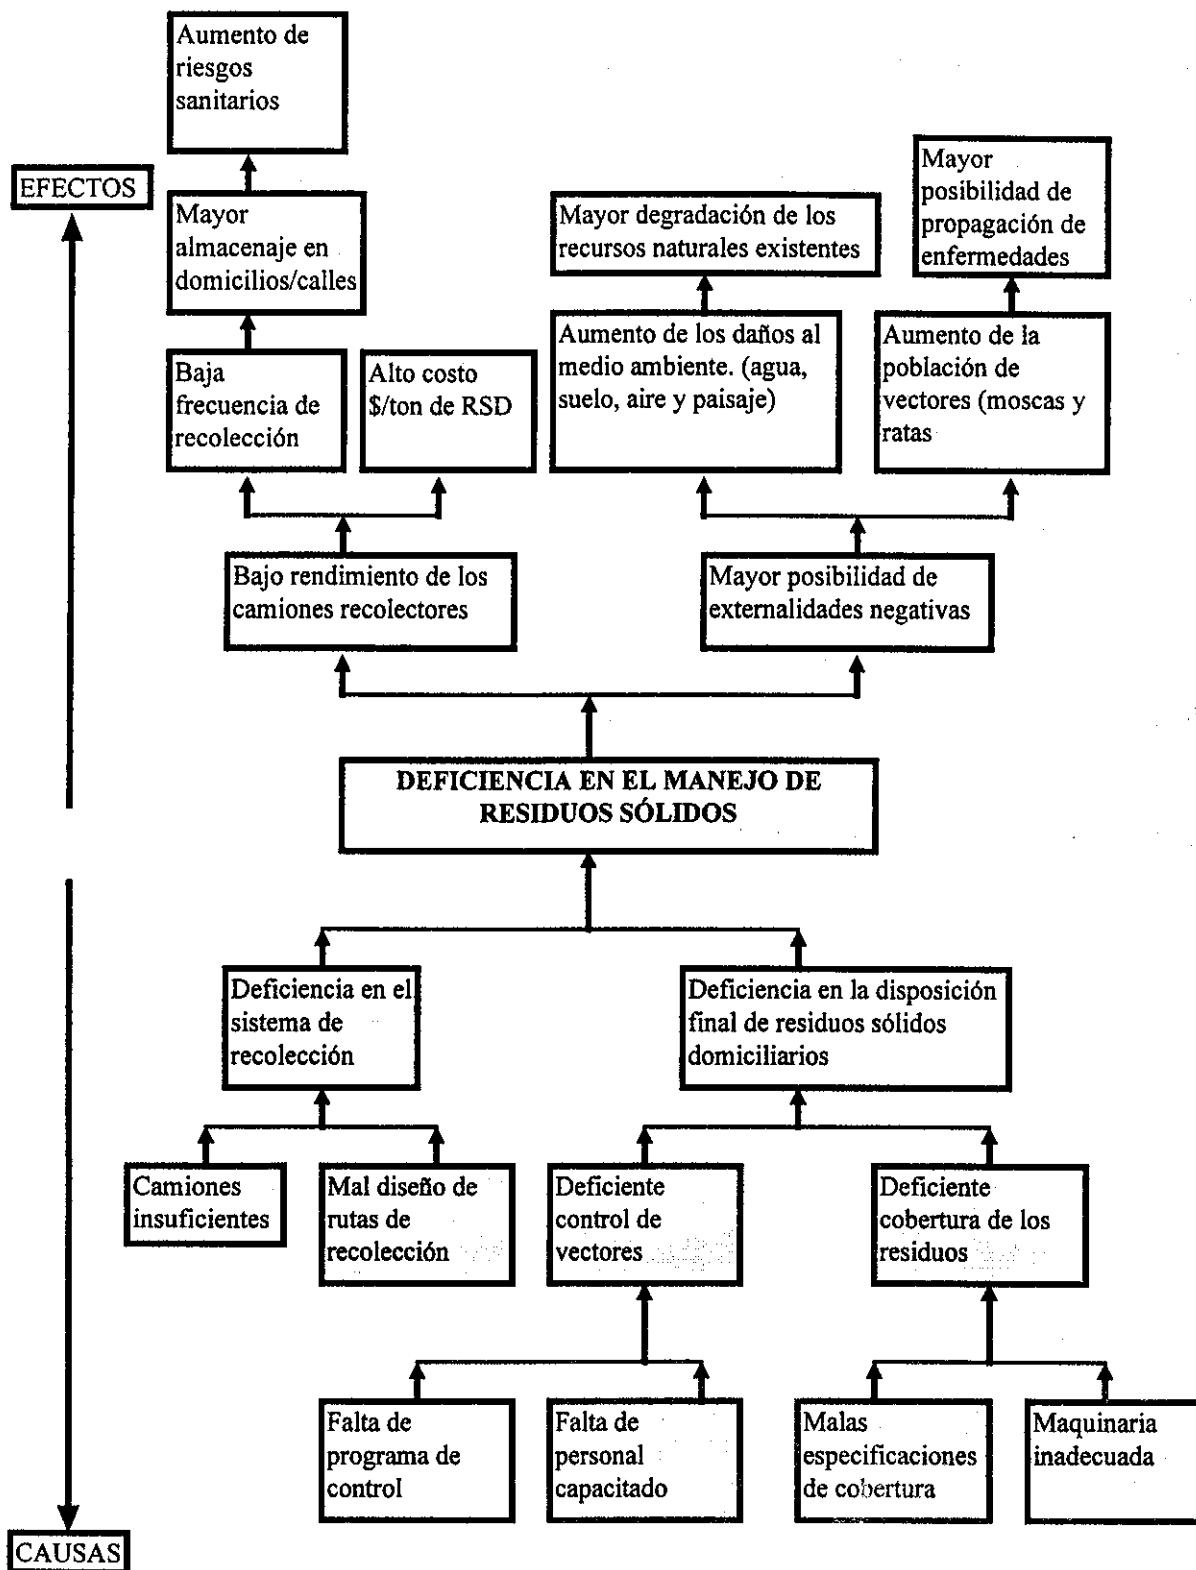 Aumento de
riesgos
sanitarios
EFECTOS
Mayor
almacenaje en
domicilios/calles
Mayor degradación de los
recursos naturales existentes
Mayor
posibilidad de
propagación de
enfermedades
Baja
frecuencia de
recolección
Alto costo
$/ton de RSD
Aumento de los daños al
medio ambiente. (agua,
suelo, aire y paisaje)
Aumento de la
población de
vectores (moscas y
ratas
Bajo rendimiento de los
camiones recolectores
Mayor posibilidad de
externalidades negativas
DEFICIENCIA EN EL MANEJO DE
RESIDUOS SÓLIDOS
Deficiencia en el
sistema de
recolección
Deficiencia en la disposición
final de residuos sólidos
domiciliarios
Camiones
insuficientes
Mal diseño de
rutas de
recolección
Deficiente
control de
vectores
Deficiente
cobertura de los
residuos
Falta de
programa de
control
Falta de
personal
capacitado
Malas
especificaciones
de cobertura
Maquinaria
inadecuada
CAUSAS